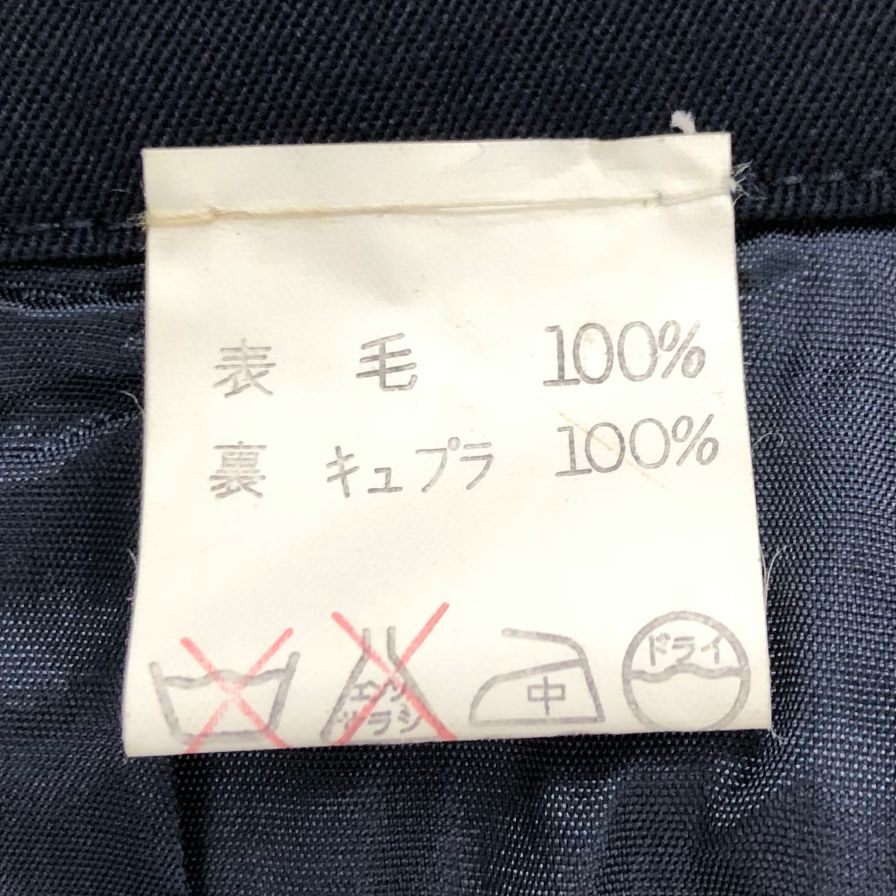 表 毛 100%
裏 キュプラ 100%
エンソ
サラシ
中
ドライ